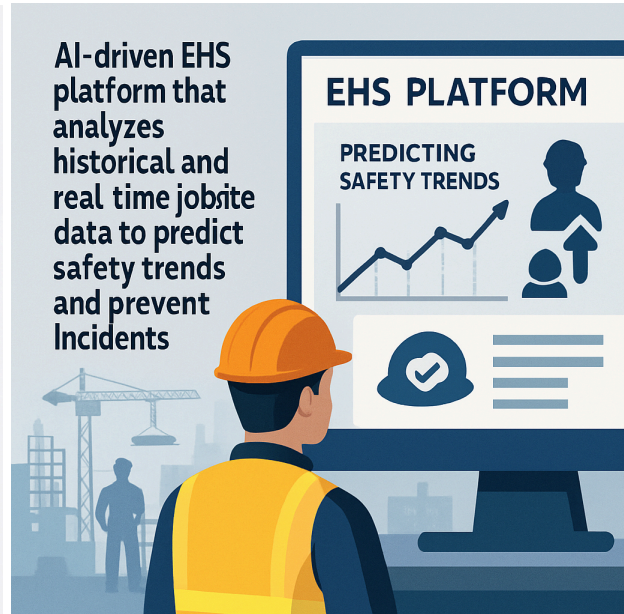 AI-driven EHS
platform that
analyzes
historical and
real time jobsite
data to predict
safety trends
and prevent
Incidents
EHS PLATFORM
PREDICTING
SAFETY TRENDS